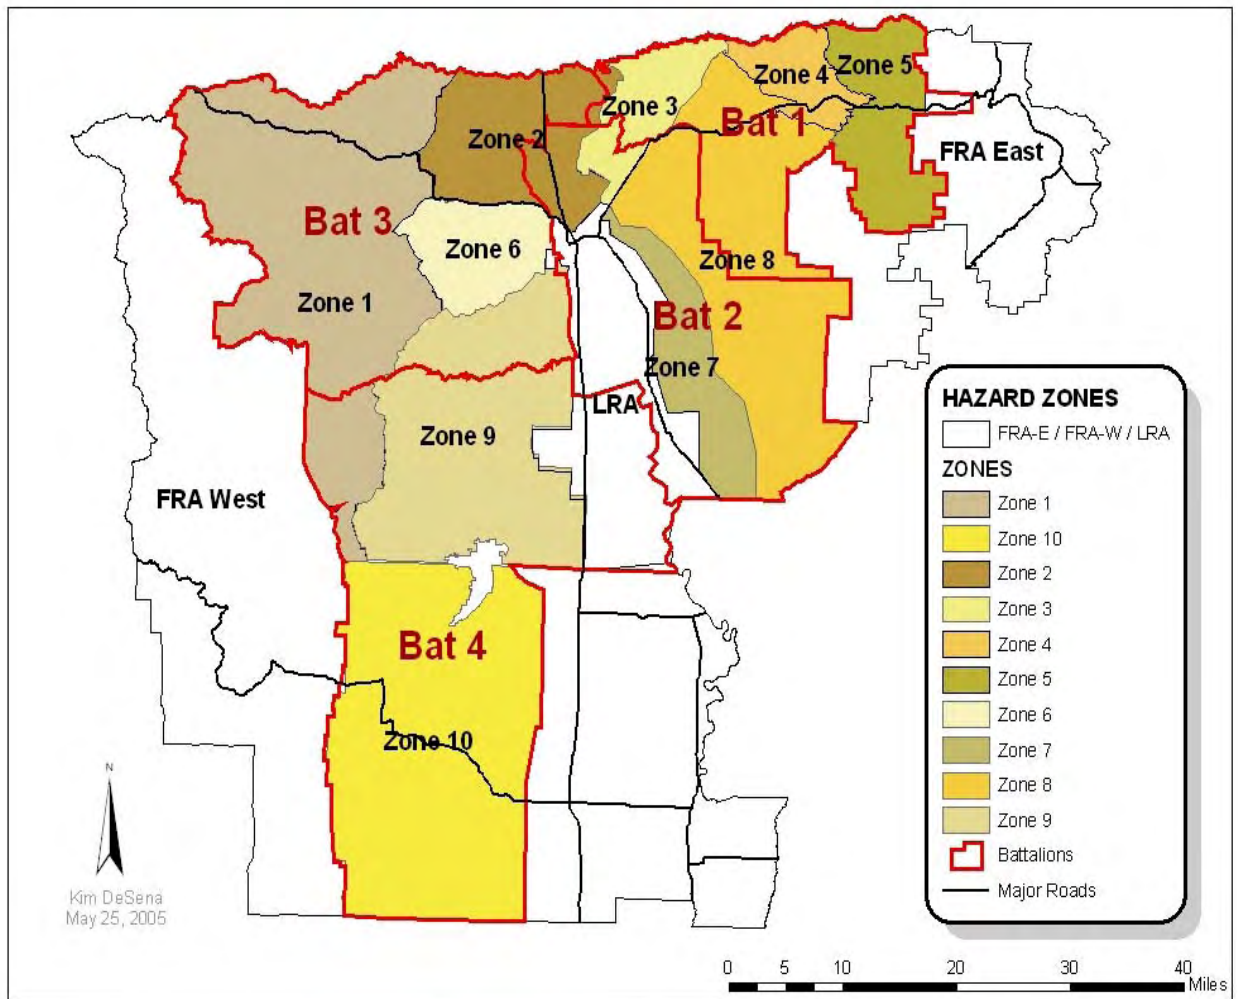 Zone 4
Zone 5
Zone 3
Bat 1
Zone 2
FRA East
Bat 3
Zone 6
Zone 8
Zone 1
Bat 2
Zone 7
LRA
Zone 9
FRA West
Bat 4
Zone 10
HAZARD ZONES
FRA-E / FRA-W / LRA
ZONES
Zone 1
Zone 10
Zone 2
Zone 3
Zone 4
Zone 5
Zone 6
Zone 7
Zone 8
Zone 9
Battalions
Major Roads
N
Kim DeSena
May 25, 2005
0 5 10 20 30 40
Miles